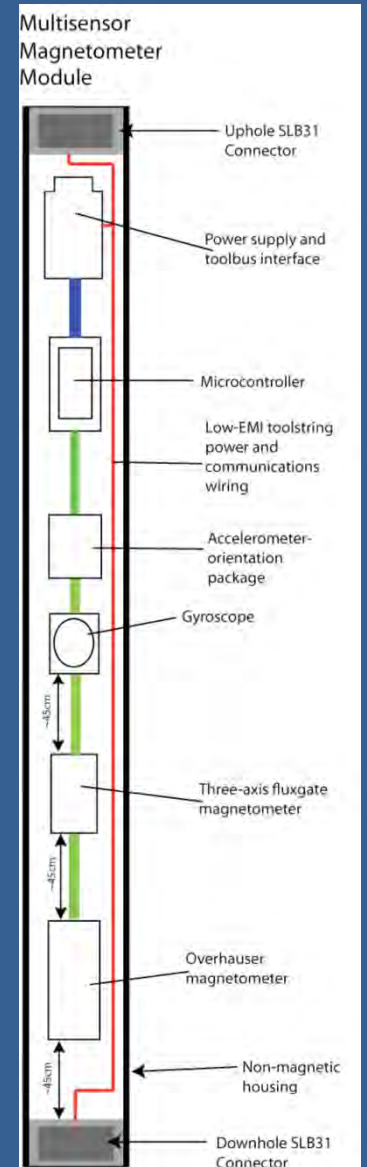 Multisensor
Magnetometer
Module
Uphole SLB31
Connector
Power supply and
toolbus interface
Microcontroller
Low-EMI toolstring
power and
communications
wiring
Accelerometer-
orientation
package
Gyroscope
~45cm
Three-axis fluxgate
magnetometer
~45cm
Overhauser
magnetometer
~45cm
Non-magnetic
housing
Downhole SLB31
Connector